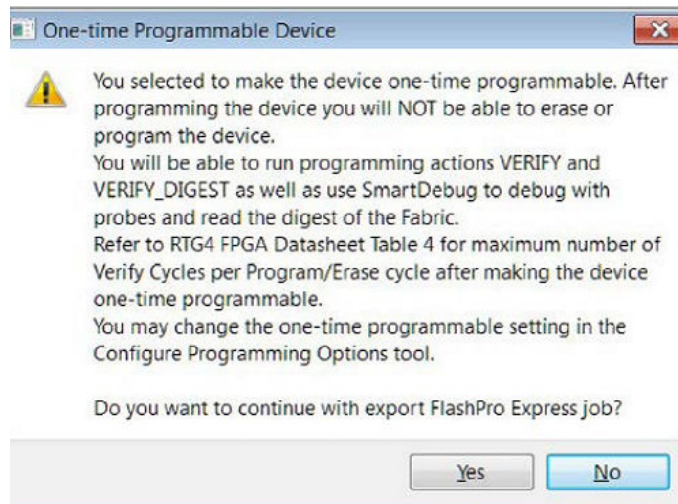 One-time Programmable Device
You selected to make the device one-time programmable. After
programming the device you will NOT be able to erase or
program the device.
You will be able to run programming actions VERIFY and
VERIFY_DIGEST as well as use SmartDebug to debug with
probes and read the digest of the Fabric.
Refer to RTG4 FPGA Datasheet Table 4 for maximum number of
Verify Cycles per Program/Erase cycle after making the device
one-time programmable.
You may change the one-time programmable setting in the
Configure Programming Options tool.
Do you want to continue with export FlashPro Express job?
Yes No